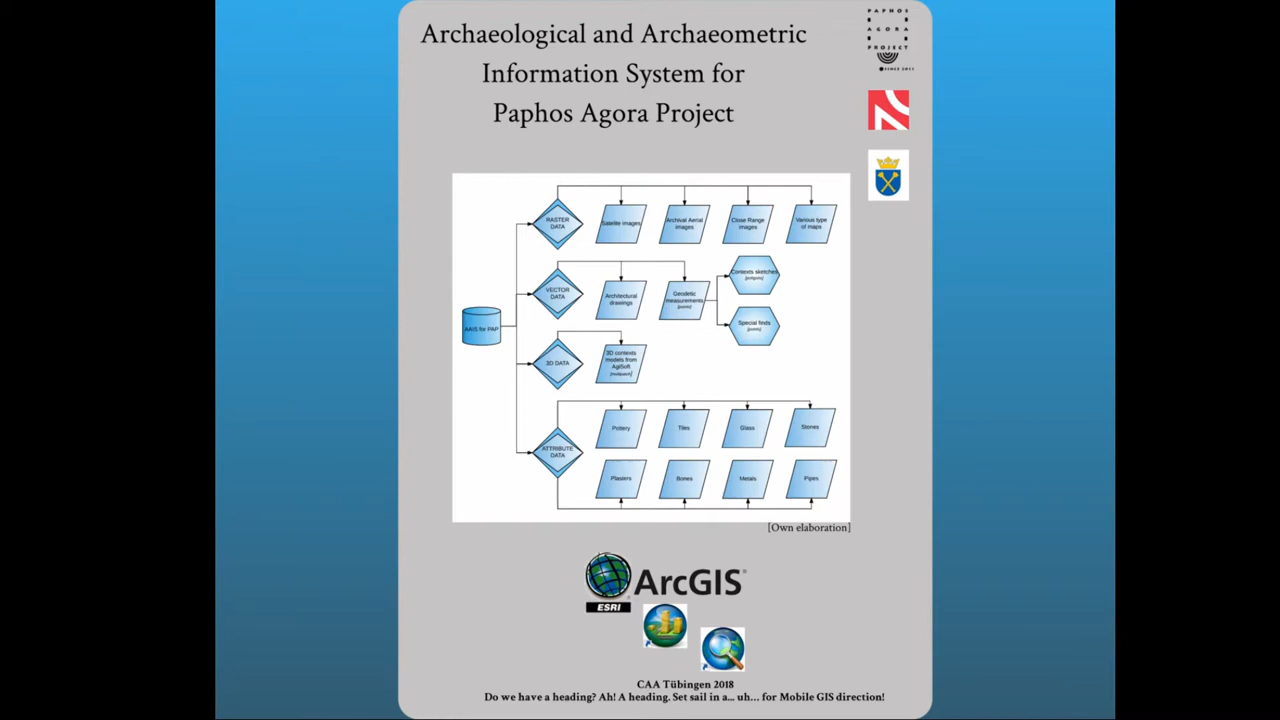 Archaeological and Archaeometric
Information System for
Paphos Agora Project
PAPHOS
AGORA
PROJECT
SINCE 2011
RASTER
DATA
Satelite images
Archival Aerial
images
Close Range
images
Various type
of maps
VECTOR
DATA
Architectural
drawings
Geodetic
measurements
[points]
Contexts sketches
Special finds
[points]
AAIS for PAP
3D DATA
3D contexts
models from
AgiSoft
[multipatch]
ATTRIBUTE
DATA
Pottery
Tiles
Glass
Stones
Plasters
Bones
Metals
Pipes
[Own elaboration]
ArcGIS®
ESRI
CAA Tübingen 2018
Do we have a heading? Ah! A heading. Set sail in a... uh... for Mobile GIS direction!